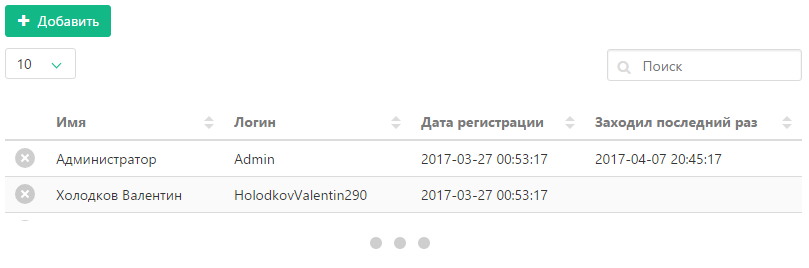 Добавить
10
Поиск
Имя Логин Дата регистрации Заходил последний раз
Администратор Admin 2017-03-27 00:53:17 2017-04-07 20:45:17
Холодков Валентин HolodkovValentin290 2017-03-27 00:53:17